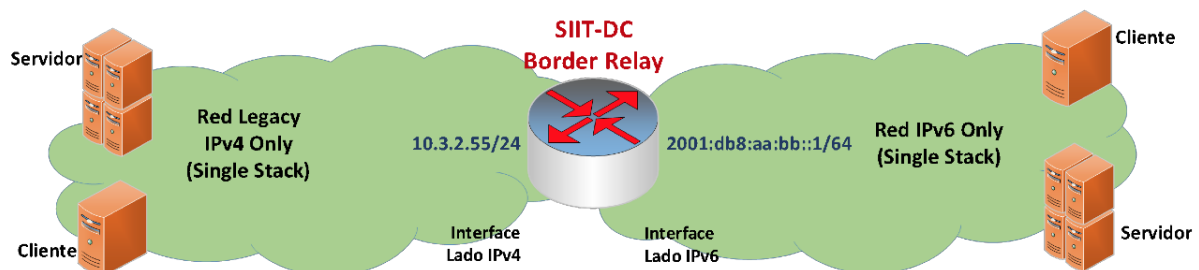 SIIT-DC
Border Relay
Servidor
Cliente
Red Legacy
IPv4 Only
(Single Stack)
10.3.2.55/24
2001:db8:aa:bb::1/64
Red IPv6 Only
(Single Stack)
Cliente
Interface
Lado IPv4
Interface
Lado IPv6
Servidor